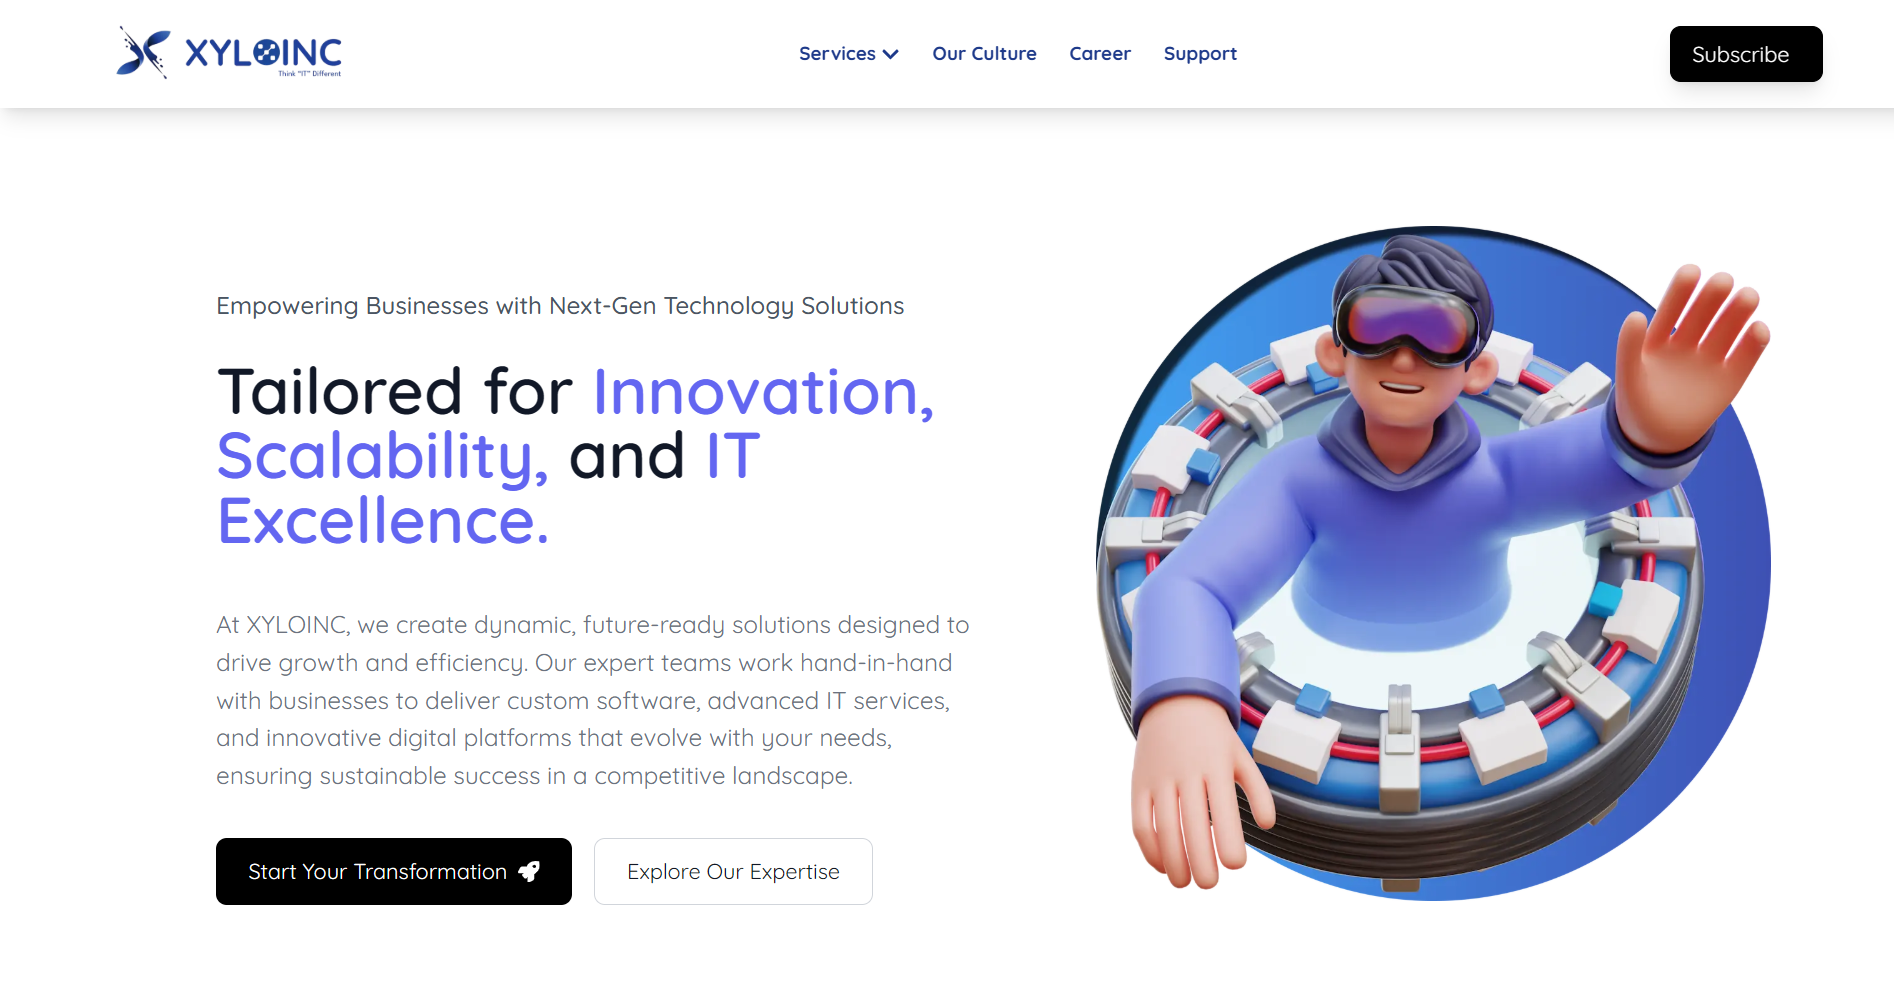 XYLOINC
Think "IT" Different
Services
Our Culture
Career
Support
Subscribe
Empowering Businesses with Next-Gen Technology Solutions
Tailored for Innovation,
Scalability, and IT
Excellence.
At XYLOINC, we create dynamic, future-ready solutions designed to
drive growth and efficiency. Our expert teams work hand-in-hand
with businesses to deliver custom software, advanced IT services,
and innovative digital platforms that evolve with your needs,
ensuring sustainable success in a competitive landscape.
Start Your Transformation
Explore Our Expertise